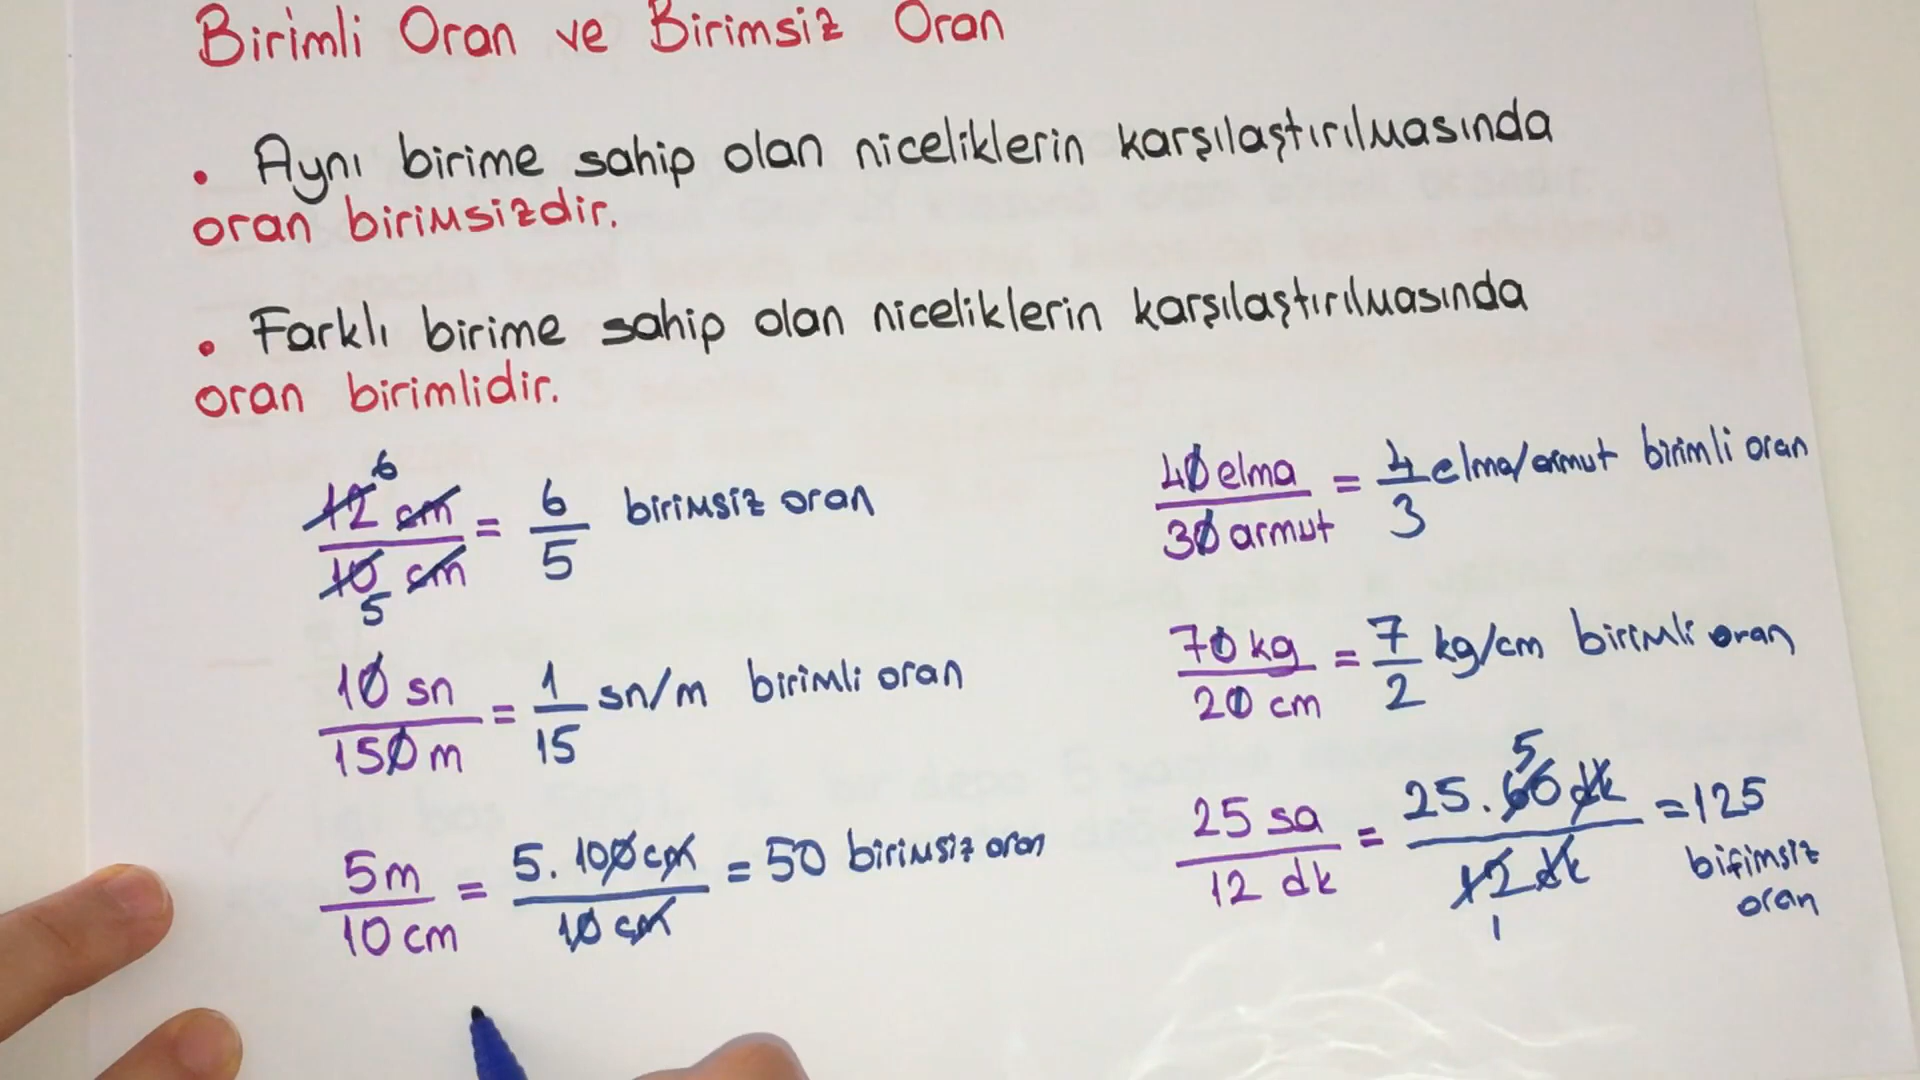 Birimli Oran ve Birimsiz Oran
• Aynı birime sahip olan niceliklerin karşılaştırılmasında
oran birimsizdir.
• Farklı birime sahip olan niceliklerin karşılaştırılmasında
oran birimlidir.
6
12 cm
10 cm
5
= 6/5 birimsiz oran
10 sn
150 m
= 1/15 sn/m birimli oran
5m
10 cm
= 5.100cm
10 cm
= 50 birimsiz oran
40 elma
30 armut
= 4/3 elma/armut birimli oran
70 kg
20 cm
= 7/2 kg/cm birimli oran
25 sa
12 dk
=
5
25.60 dk
12 dk
1
= 125
birimsiz
oran